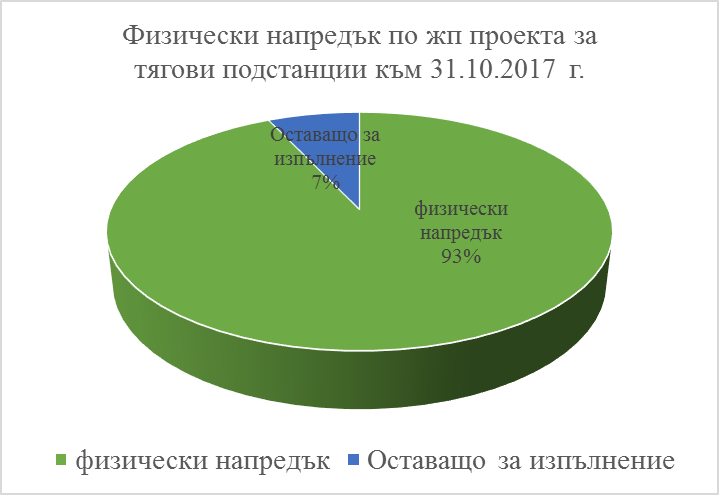 Физически напредък по жп проекта за
тягови подстанции към 31.10.2017 г.
Оставащо за
изпълнение
7%
физически
напредък
93%
физически напредък Оставащо за изпълнение